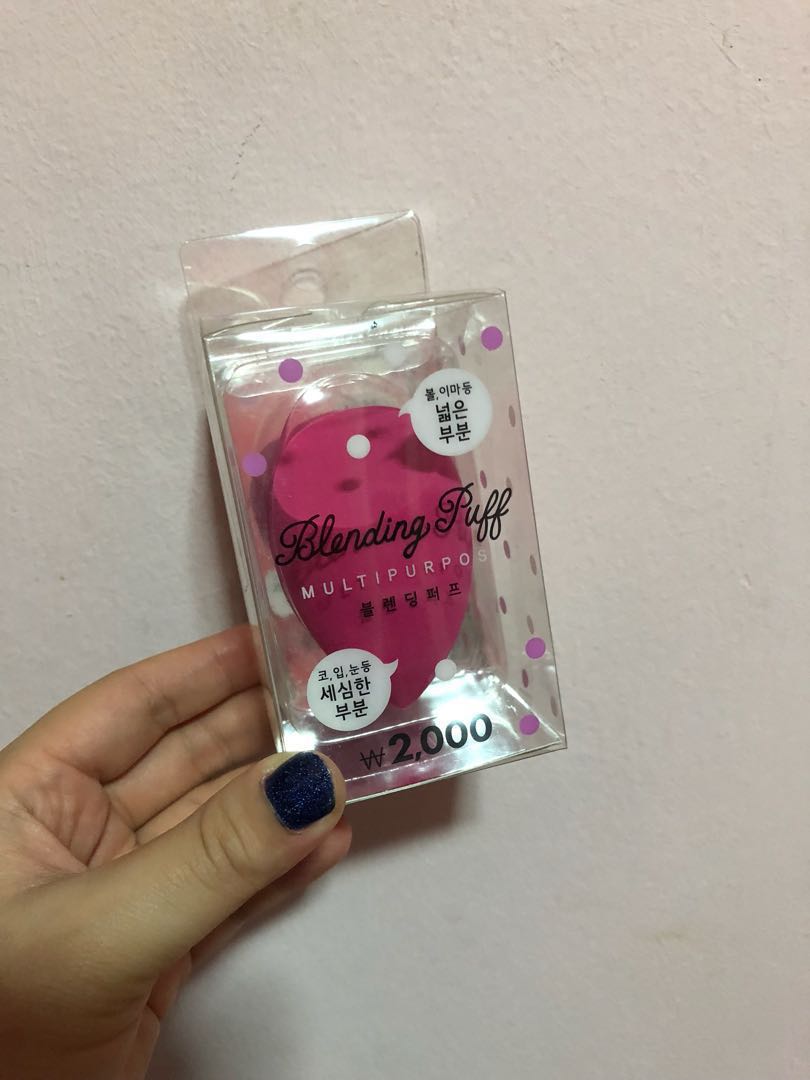 볼, 이마 등
넓은
부분
Blending Puff
MULTIPURPOS
블렌딩퍼프
코, 입, 눈 등
세심한
부분
₩2,000